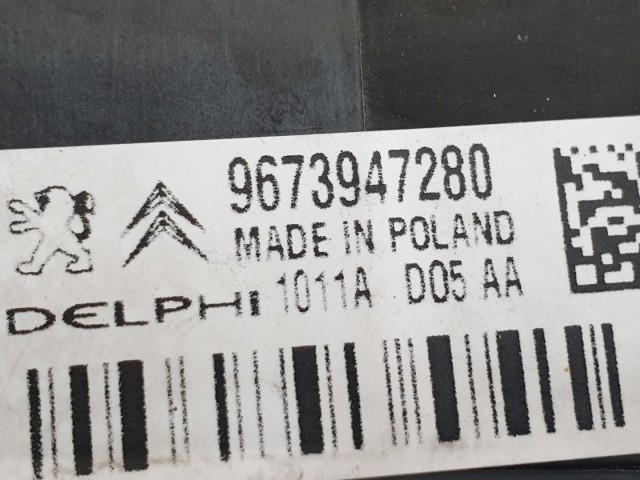 9673947280
MADE IN POLAND
DELPHI 1011A D05 AA